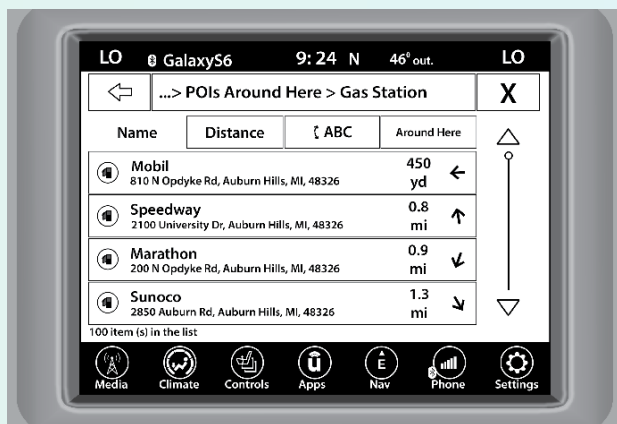 LO GalaxyS6 9:24 N 46° out. LO
...> POIs Around Here > Gas Station X
Name Distance ABC Around Here
Mobil
810 N Opdyke Rd, Auburn Hills, MI, 48326
450
yd
Speedway
2100 University Dr, Auburn Hills, MI, 48326
0.8
mi
Marathon
200 N Opdyke Rd, Auburn Hills, MI, 48326
0.9
mi
Sunoco
2850 Auburn Rd, Auburn Hills, MI, 48326
1.3
mi
100 item (s) in the list
û E
Media Climate Controls Apps Nav Phone Settings